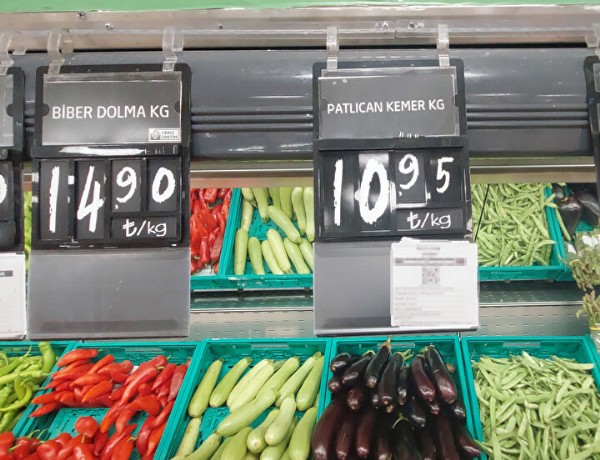 BİBER DOLMA KG
14 90
₺/kg
PATLICAN KEMER KG
10 95
₺/kg